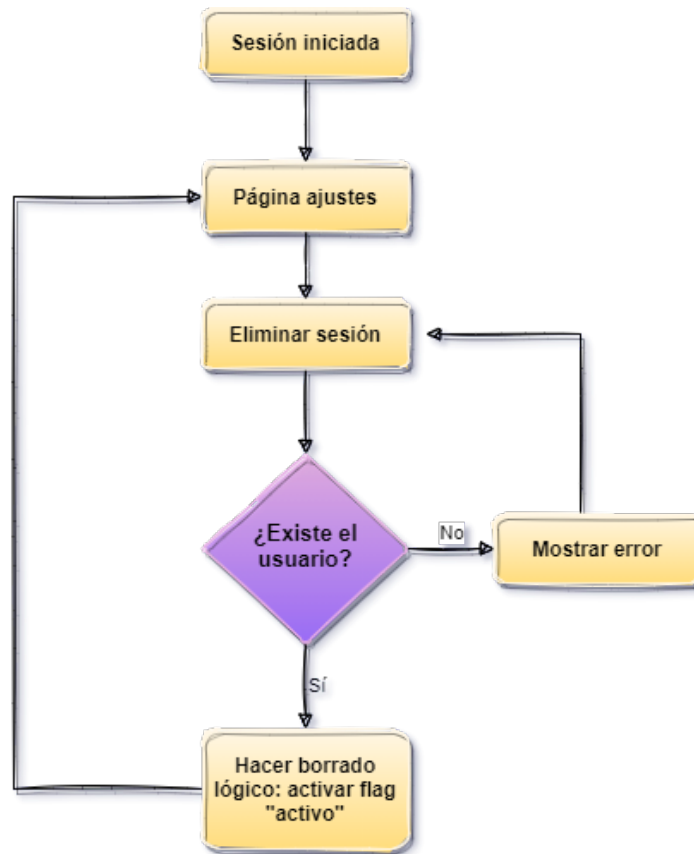 Sesión iniciada
Página ajustes
Eliminar sesión
¿Existe el
usuario?
No
Mostrar error
Sí
Hacer borrado
lógico: activar flag
"activo"